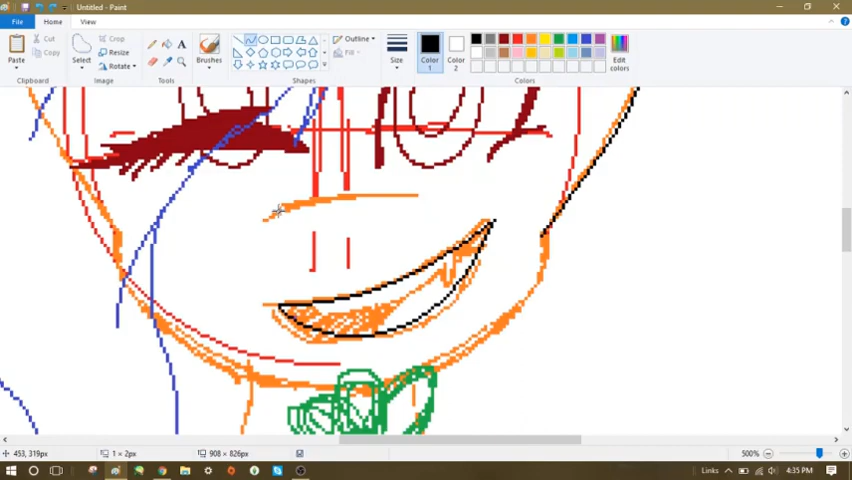 Untitled - Paint
File
Home
View
Paste
Cut
Copy
Clipboard
Select
Crop
Resize
Rotate
Image
A
Tools
Brushes
Outline
Fill
Shapes
Size
Color
1
Color
2
Edit
colors
Colors
453, 319px
1 × 2px
908 × 826px
500%
Links
4:35 PM